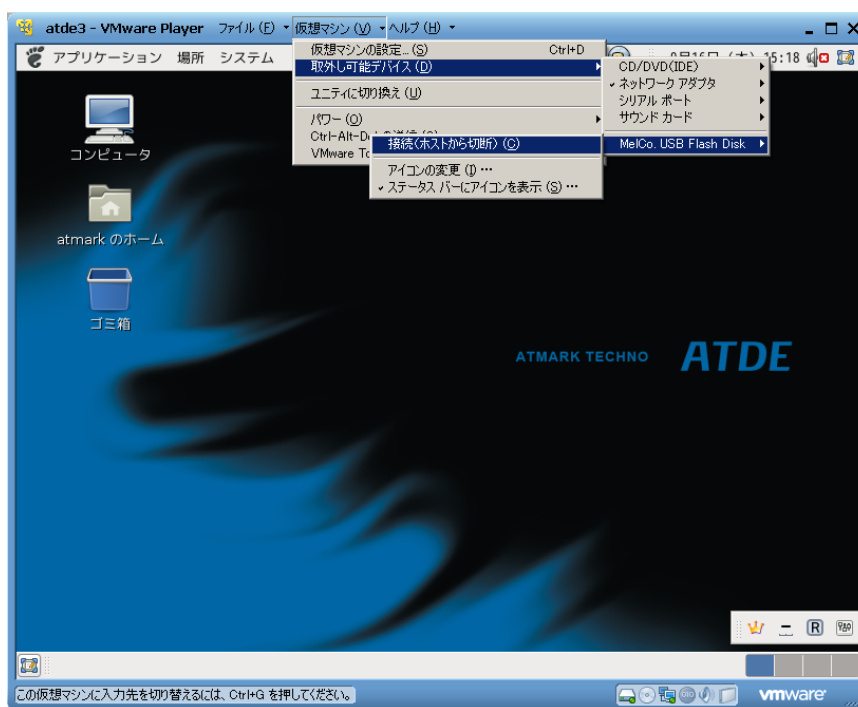 atde3 - VMware Player ファイル(F) 仮想マシン(V) ヘルプ(H)
アプリケーション 場所 システム 15:18
仮想マシンの設定...(S) Ctrl+D
取外し可能デバイス(D)
ユニティに切り換え(U)
パワー(O)
Ctrl-Alt-D
VMware To
CD/DVD(IDE)
ネットワーク アダプタ
シリアル ポート
サウンド カード
MelCo. USB Flash Disk
接続(ホストから切断)(C)
アイコンの変更(I)...
ステータス バーにアイコンを表示(S)...
コンピュータ
atmark のホーム
ゴミ箱
ATMARK TECHNO ATDE
R
この仮想マシンに入力先を切り替えるには、Ctrl+G を押してください。
vmware